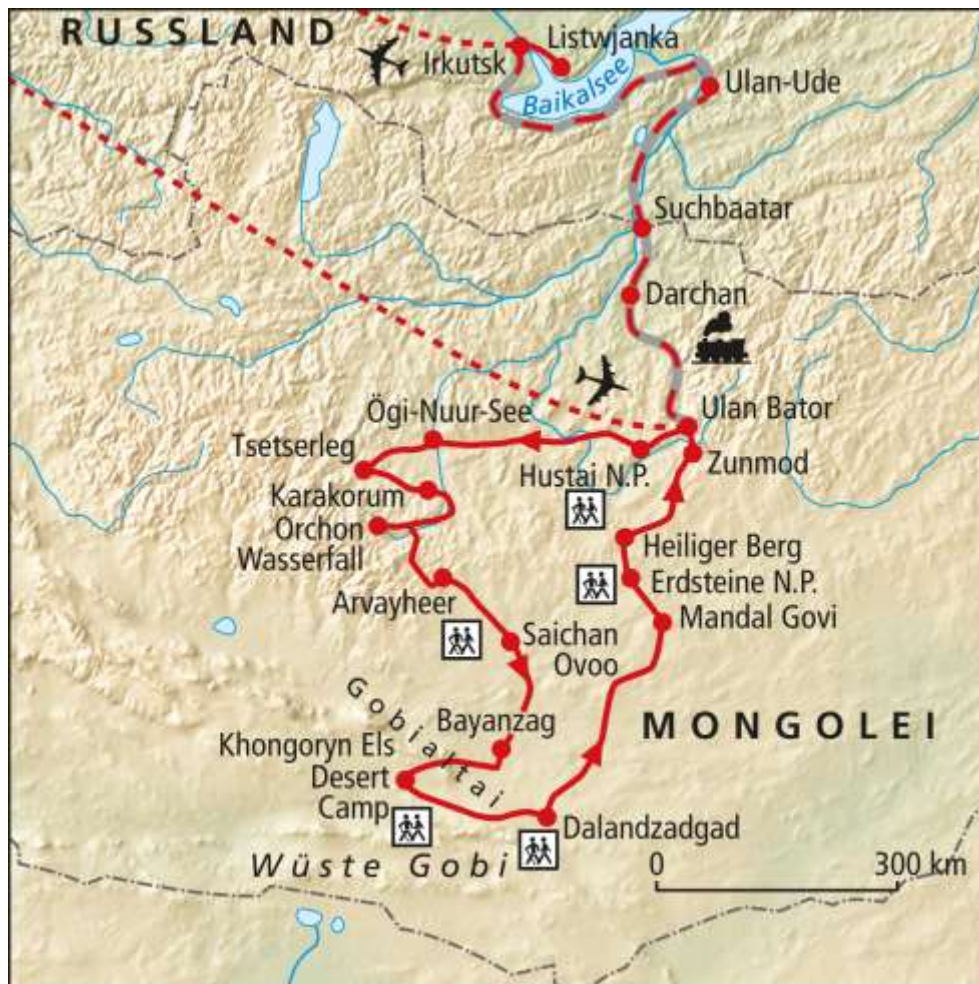 RUSSLAND
Listwjanka
Irkutsk
Baikalsee
Ulan-Ude
Suchbaatar
Darchan
Ulan Bator
Ögi-Nuur-See
Tsetserleg
Zunmod
Hustai N.P.
Karakorum
Orchon
Wasserfall
Heiliger Berg
Erdsteine N.P.
Arvayheer
Mandal Govi
Saichan
Ovoo
MONGOLEI
Gobialtai
Bayanzag
Khongoryn Els
Desert
Camp
Dalandzadgad
Wüste Gobi
0 300 km